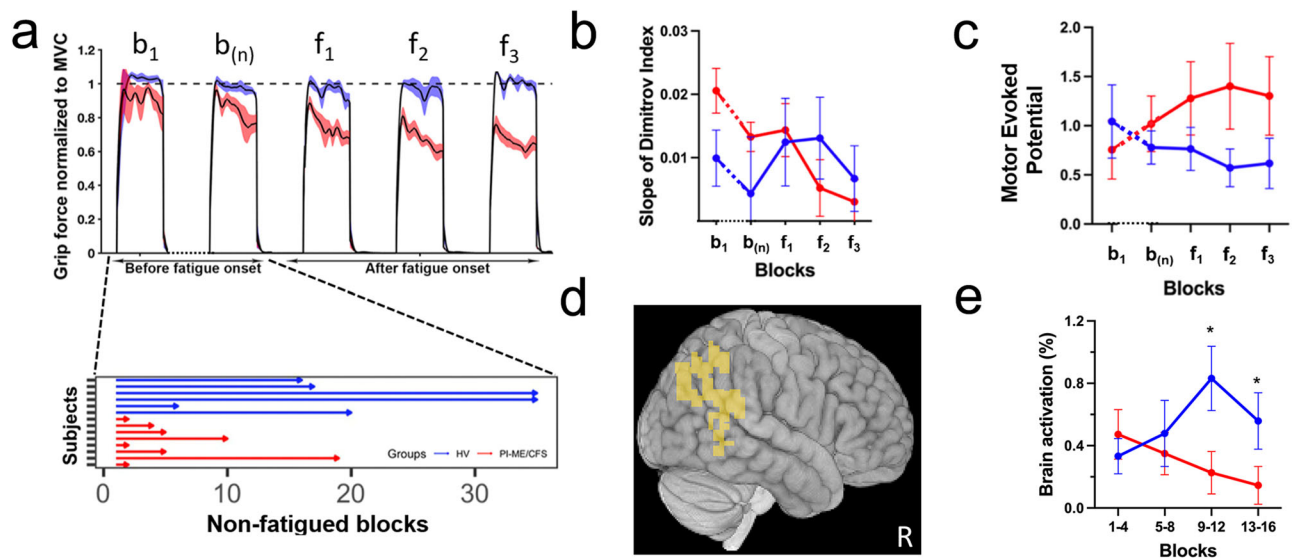 a
b1 b(n) f1 f2 f3
Grip force normalized to MVC
1.2
1
0.8
0.6
0.4
0.2
0
Before fatigue onset
After fatigue onset
Subjects
Groups HV PI-ME/CFS
0 10 20 30
Non-fatigued blocks
b
Slope of Dimitrov Index
0.03
0.02
0.01
b1 b(n) f1 f2 f3
Blocks
c
Motor Evoked
Potential
2.0
1.5
1.0
0.5
0.0
b1 b(n) f1 f2 f3
Blocks
d
R
e
Brain activation (%)
1.2
0.8
0.4
0.0
* *
1-4 5-8 9-12 13-16
Blocks